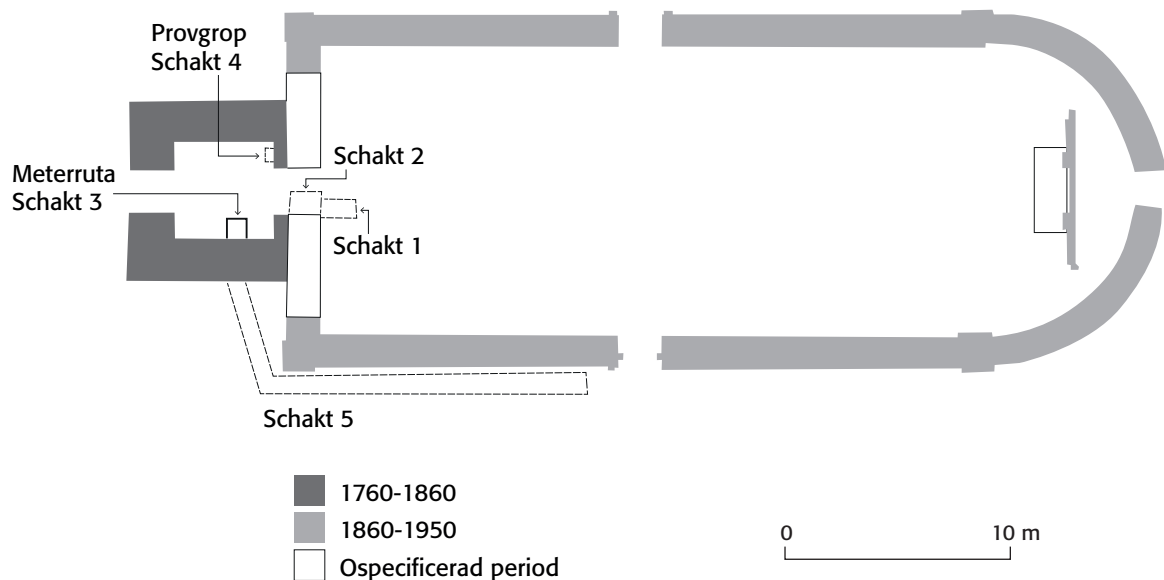 Provgrop
Schakt 4
Schakt 2
Meterruta
Schakt 3
Schakt 1
Schakt 5
1760-1860
1860-1950
Ospecificerad period
0
10 m